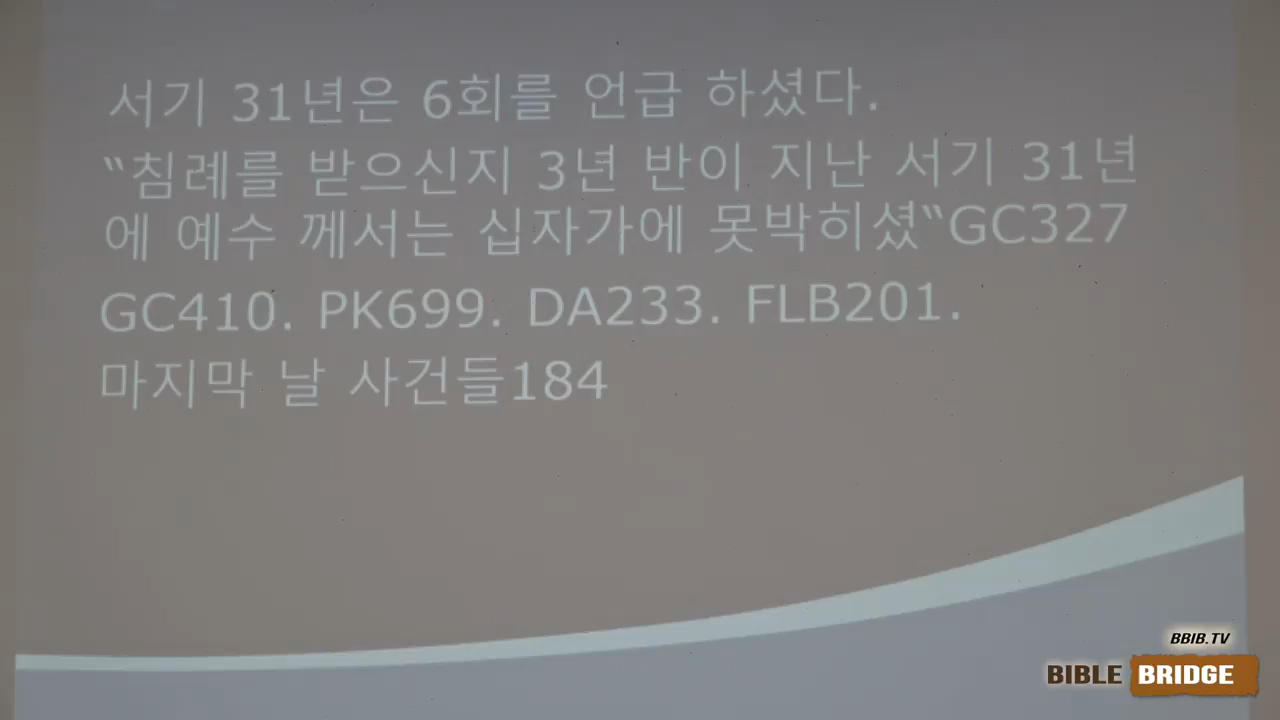 서기 31년은 6회를 언급 하셨다.
“침례를 받으신지 3년 반이 지난 서기 31년
에 예수 께서는 십자가에 못박히셨“GC327
GC410. PK699. DA233. FLB201.
마지막 날 사건들184
BBIB.TV
BIBLE BRIDGE